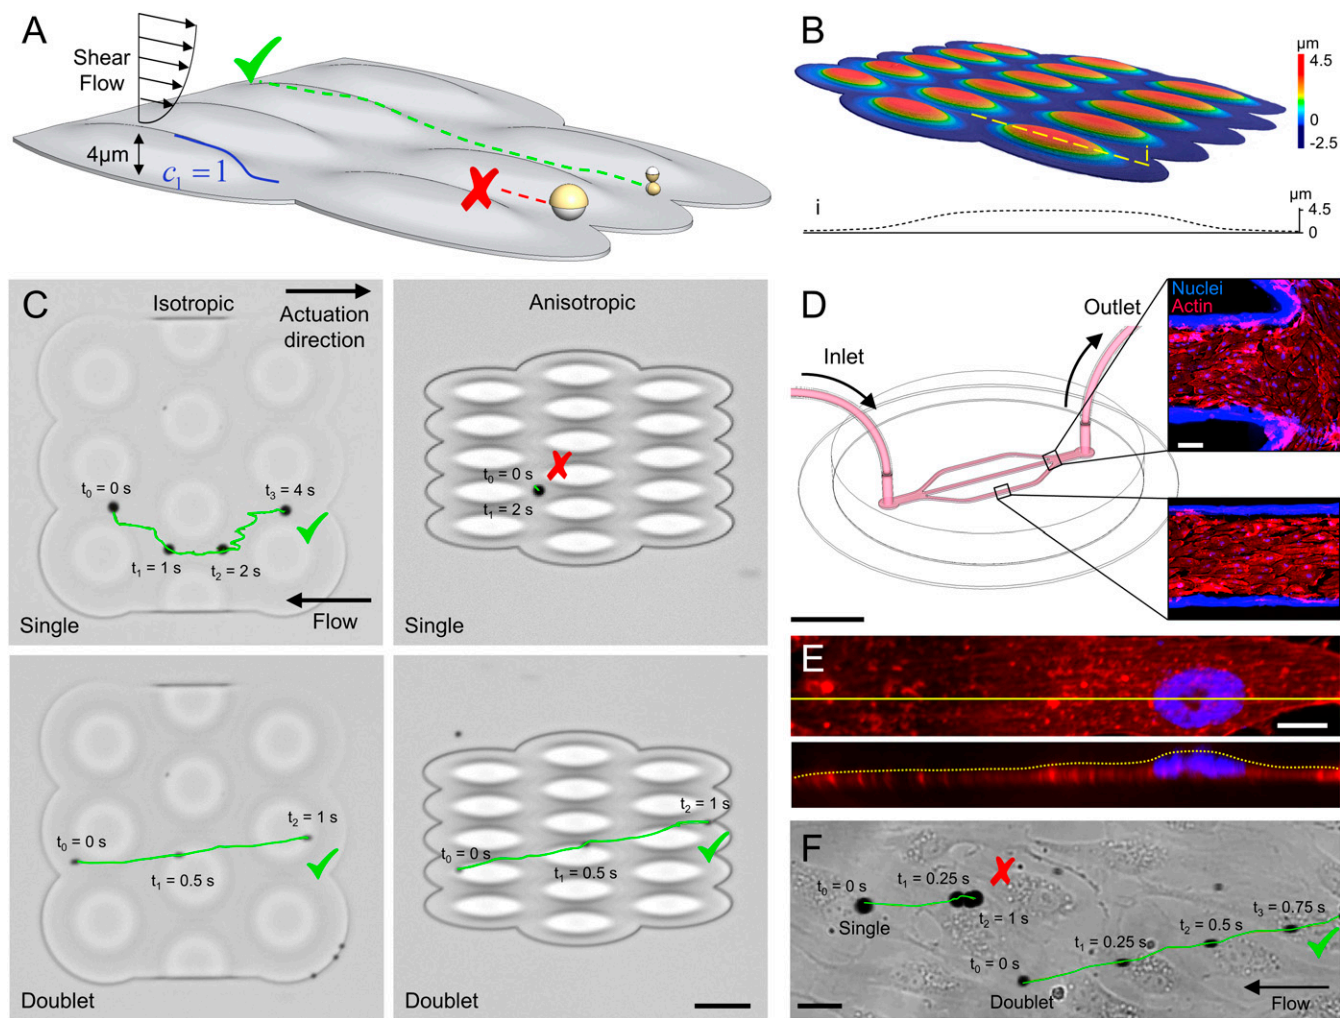 A
Shear
Flow
4μm
c₁ = 1
B
μm
4.5
0
-2.5
i
i
μm
4.5
0
C
Isotropic
Actuation
direction
t₀ = 0 s
t₃ = 4 s
t₁ = 1 s
t₂ = 2 s
Flow
Single
Anisotropic
t₀ = 0 s
t₁ = 2 s
Single
t₀ = 0 s
t₂ = 1 s
t₁ = 0.5 s
Doublet
t₀ = 0 s
t₂ = 1 s
t₁ = 0.5 s
Doublet
D
Inlet
Outlet
Nuclei
Actin
E
F
t₀ = 0 s
t₁ = 0.25 s
t₂ = 1 s
Single
t₃ = 0.75 s
t₂ = 0.5 s
t₁ = 0.25 s
t₀ = 0 s
Doublet
Flow